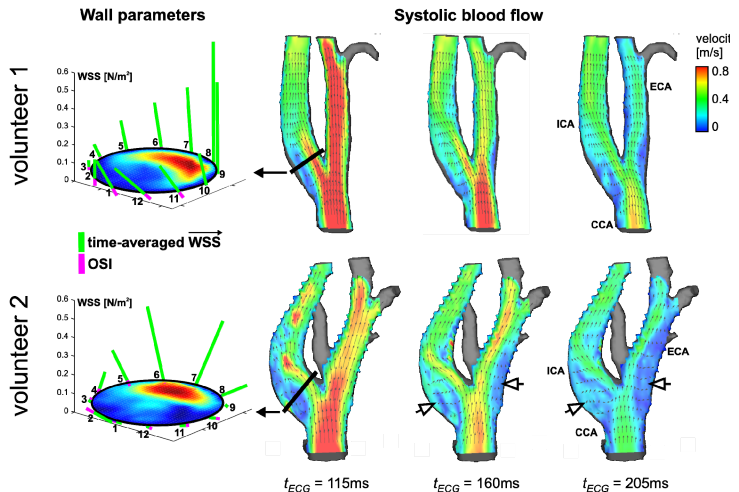 Wall parameters
Systolic blood flow
volunteer 1
WSS [N/m²]
0.6
0.5
0.4
0.3
0.2
0.1
0
1 2 3 4 5 6 7 8 9 10 11 12
ICA
ECA
CCA
velocit
[m/s]
0.8
0.4
0
time-averaged WSS
OSI
volunteer 2
WSS [N/m²]
0.6
0.5
0.4
0.3
0.2
0.1
0
1 2 3 4 5 6 7 8 9 10 11 12
ICA
ECA
CCA
tECG = 115ms
tECG = 160ms
tECG = 205ms